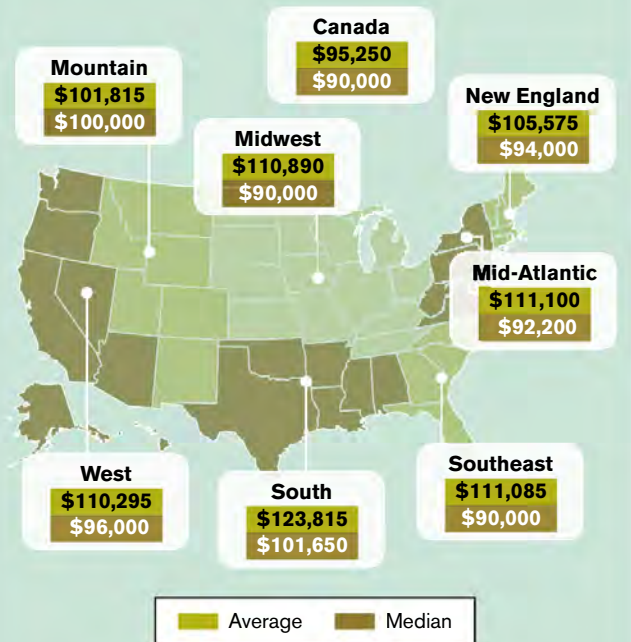 Canada
$95,250
$90,000
Mountain
$101,815
$100,000
New England
$105,575
$94,000
Midwest
$110,890
$90,000
Mid-Atlantic
$111,100
$92,200
West
$110,295
$96,000
South
$123,815
$101,650
Southeast
$111,085
$90,000
Average
Median